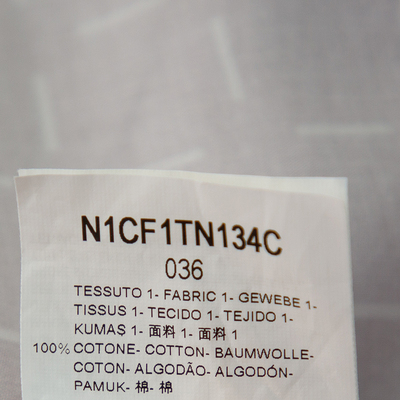 N1CF1TN134C
036
TESSUTO 1- FABRIC 1- GEWEBE 1-
TISSUS 1- TECIDO 1- TEJIDO 1-
KUMAS 1- 面料 1- 面料 1
100% COTONE- COTTON- BAUMWOLLE-
COTON- ALGODÃO- ALGODÓN-
PAMUK- 棉- 棉